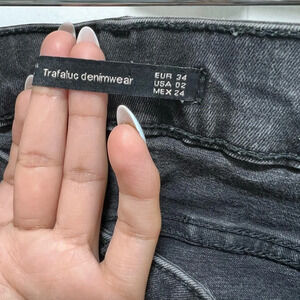 Trafaluc denimwear
EUR 34
USA 02
MEX 24